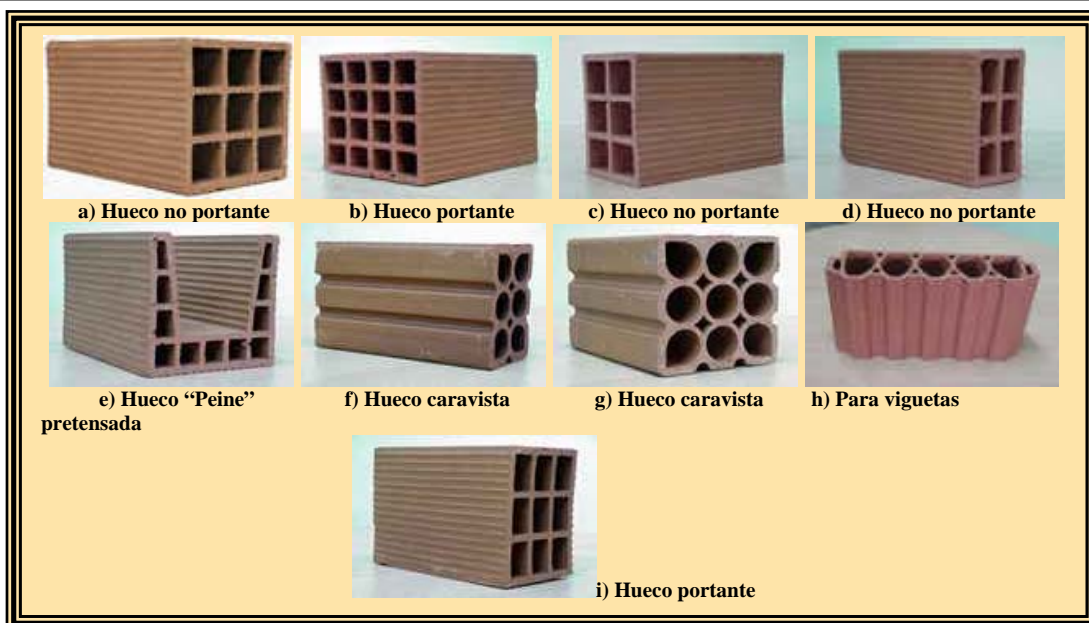 a) Hueco no portante
b) Hueco portante
c) Hueco no portante
d) Hueco no portante
e) Hueco “Peine”
pretensada
f) Hueco caravista
g) Hueco caravista
h) Para viguetas
i) Hueco portante